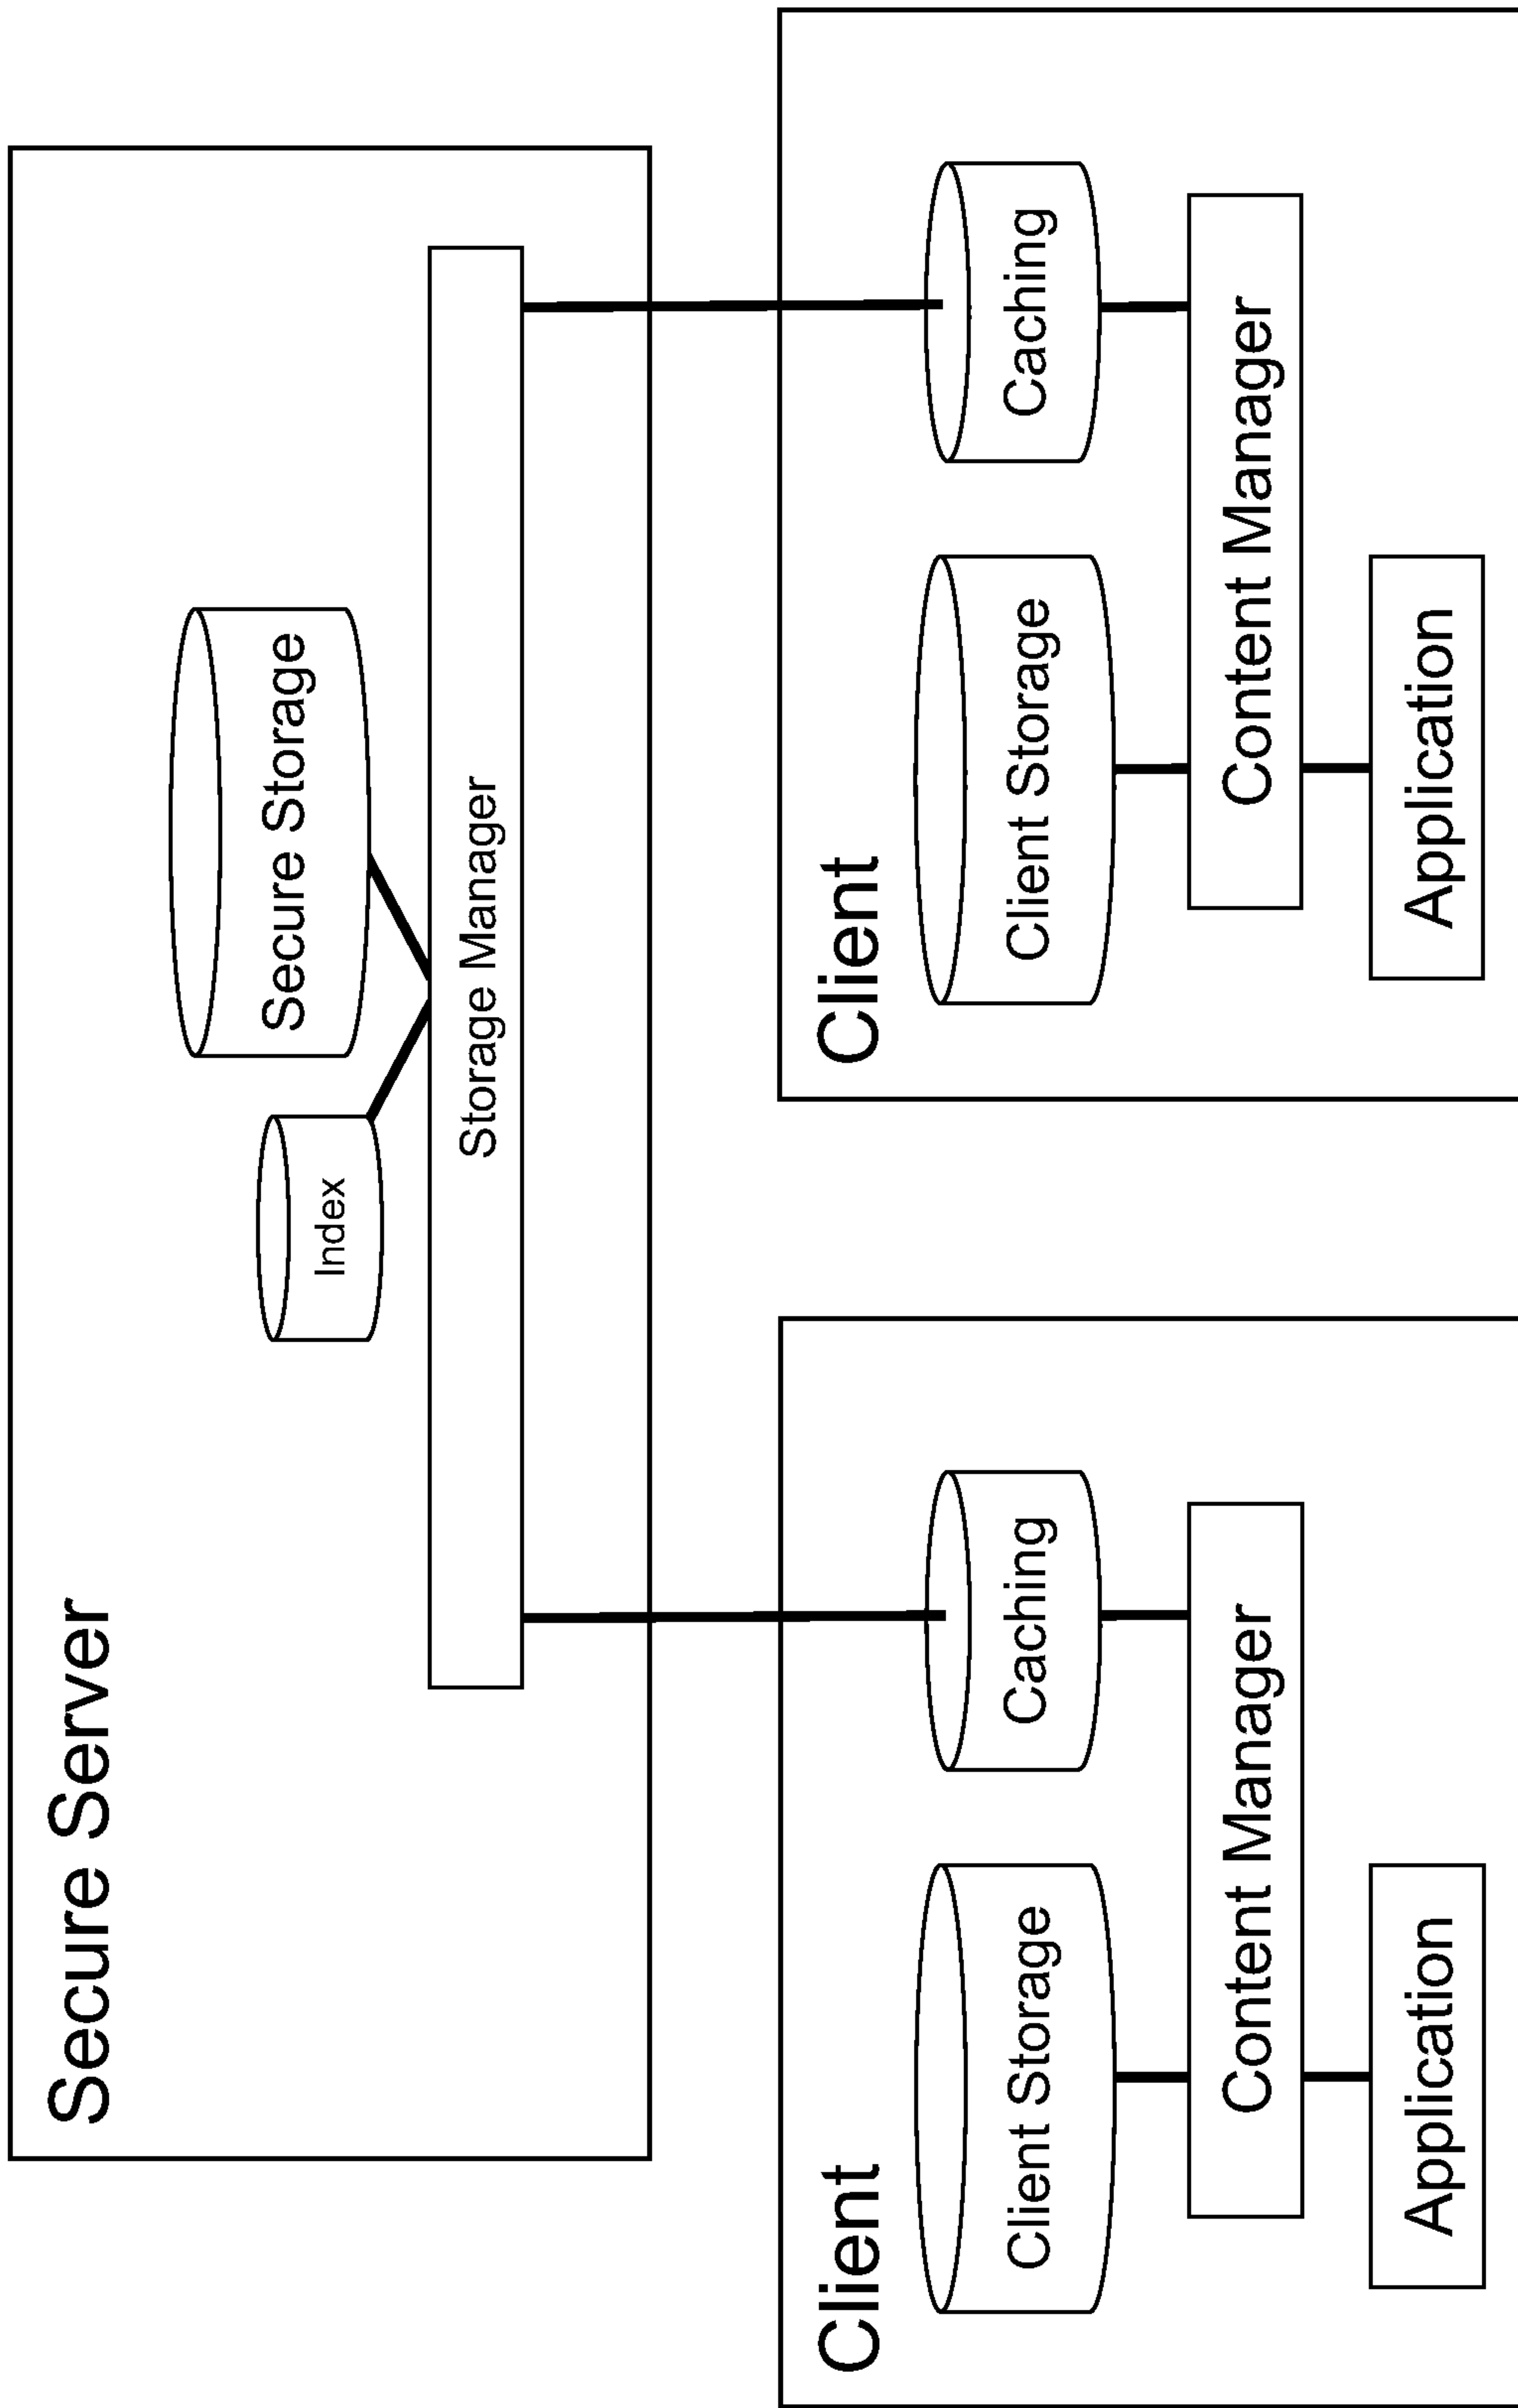 Secure Server
Index
Secure Storage
Storage Manager
Client
Client Storage
Caching
Content Manager
Application
Client
Client Storage
Caching
Content Manager
Application